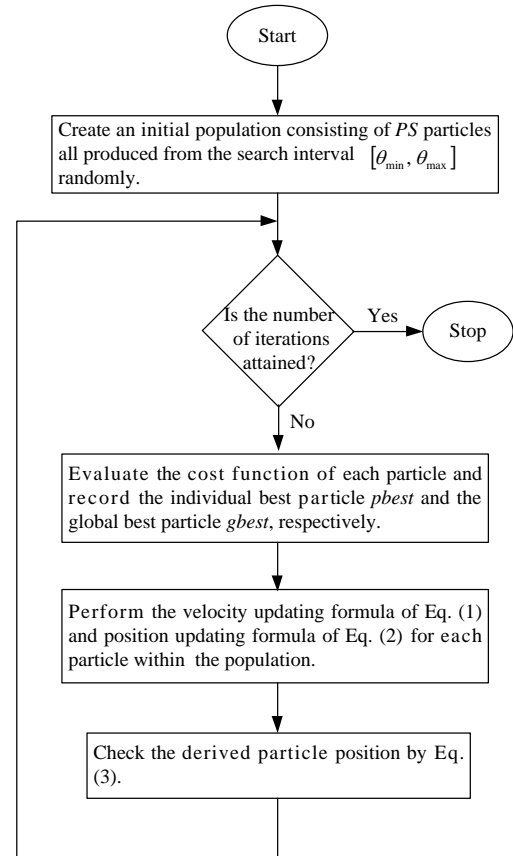 Start
Create an initial population consisting of PS particles
all produced from the search interval [θmin, θmax]
randomly.
Is the number
of iterations
attained?
Yes
Stop
No
Evaluate the cost function of each particle and
record the individual best particle pbest and the
global best particle gbest, respectively.
Perform the velocity updating formula of Eq. (1)
and position updating formula of Eq. (2) for each
particle within the population.
Check the derived particle position by Eq.
(3).